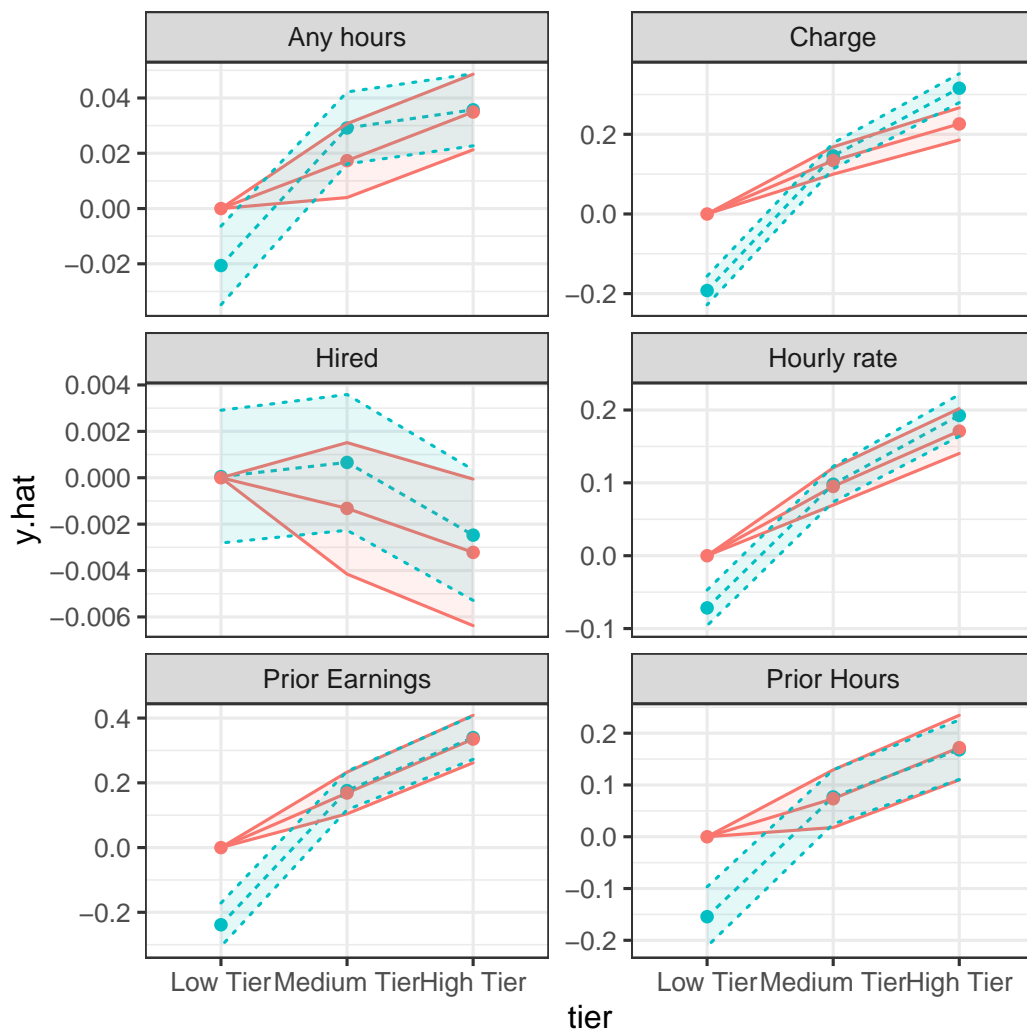 Any hours
Charge
0.04
0.02
0.00
−0.02
0.2
0.0
−0.2
Hired
Hourly rate
0.004
0.002
0.000
−0.002
−0.004
−0.006
0.2
0.1
0.0
−0.1
y.hat
Prior Earnings
Prior Hours
0.4
0.2
0.0
−0.2
0.2
0.1
0.0
−0.1
−0.2
Low Tier Medium Tier High Tier
Low Tier Medium Tier High Tier
tier